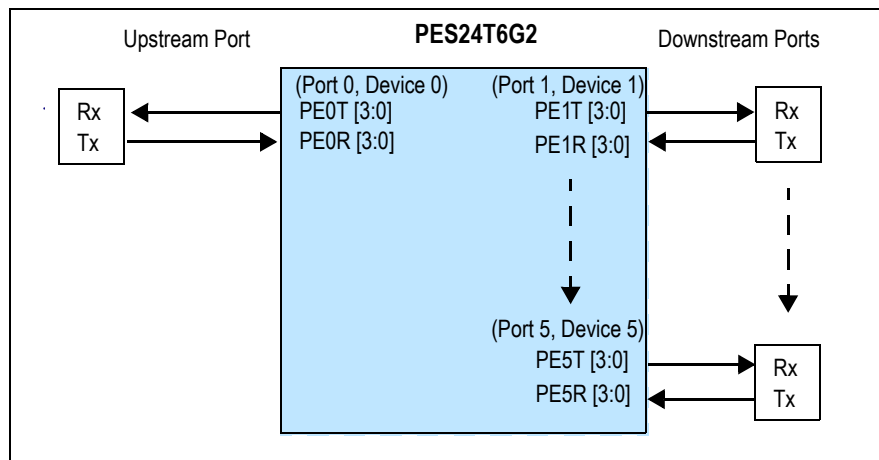 Upstream Port
PES24T6G2
Downstream Ports
(Port 0, Device 0)
(Port 1, Device 1)
Rx
PE0T [3:0]
PE1T [3:0]
Rx
Tx
PE0R [3:0]
PE1R [3:0]
Tx
(Port 5, Device 5)
PE5T [3:0]
Rx
PE5R [3:0]
Tx